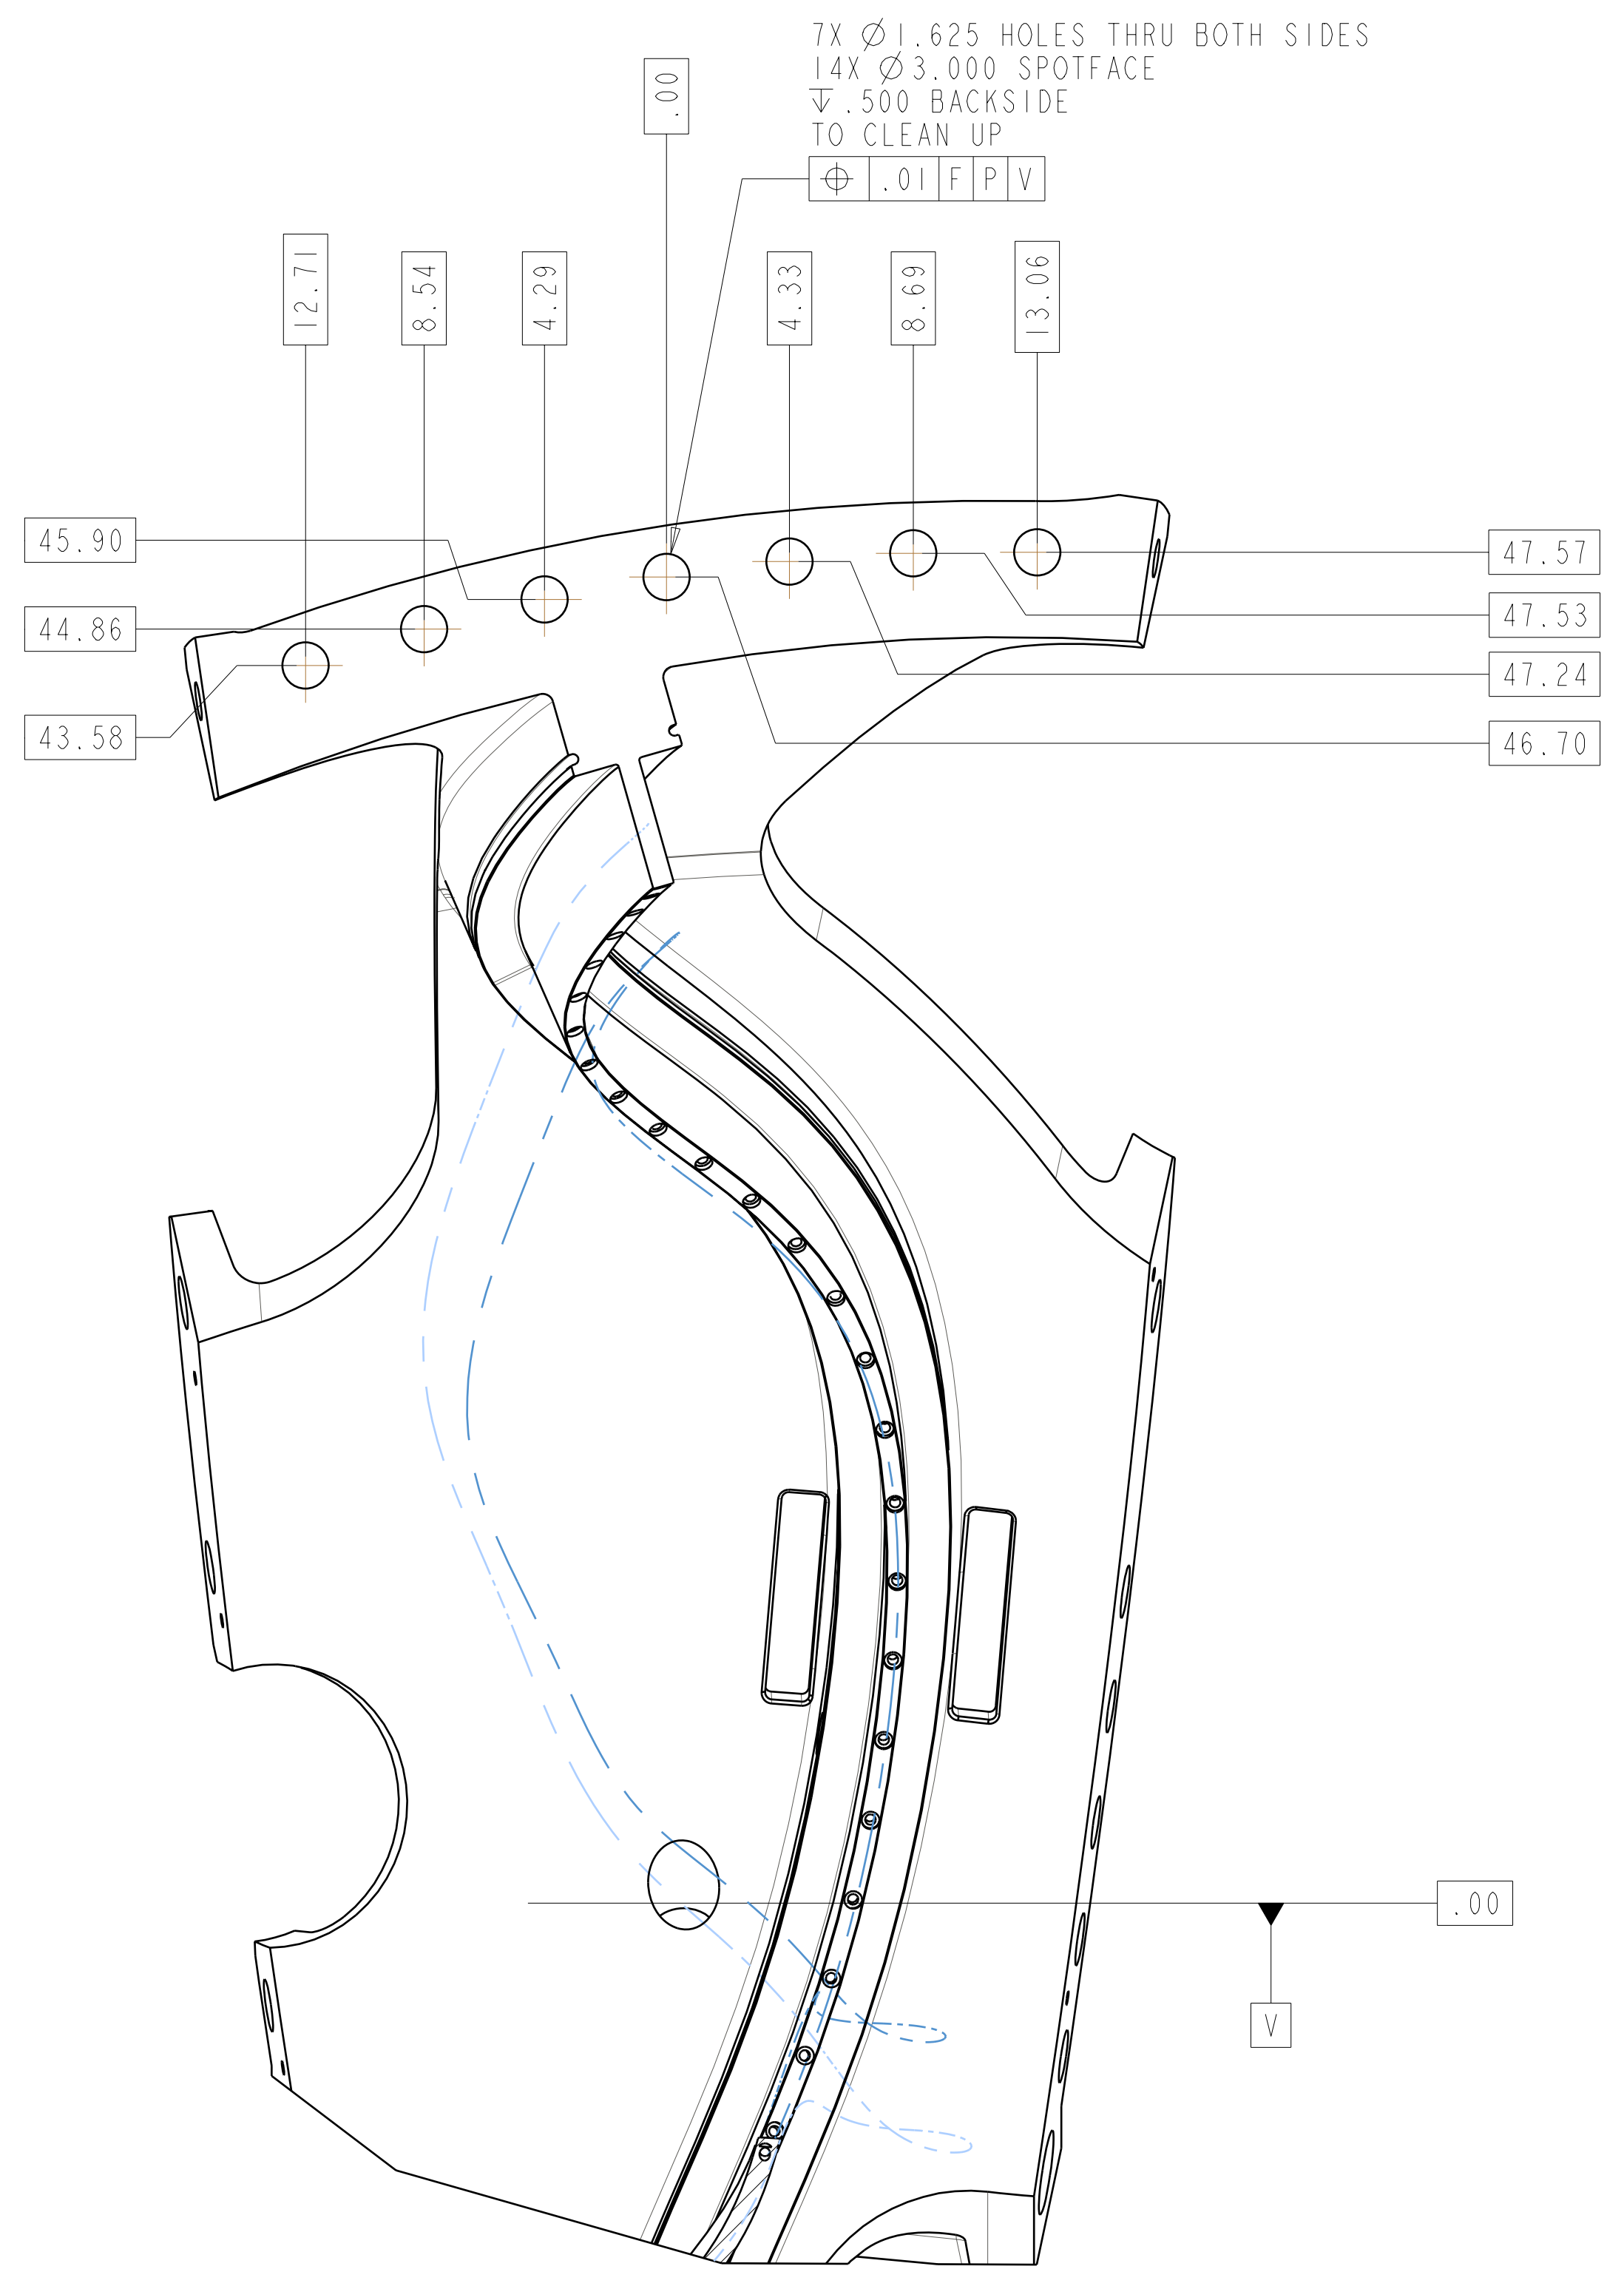 7X Ø1.625 HOLES THRU BOTH SIDES
14X Ø3.000 SPOTFACE
↧.500 BACKSIDE
TO CLEAN UP
⌖ .01 F P V
.00
12.71
8.54
4.29
4.33
8.69
13.06
45.90
44.86
43.58
47.57
47.53
47.24
46.70
.00
V